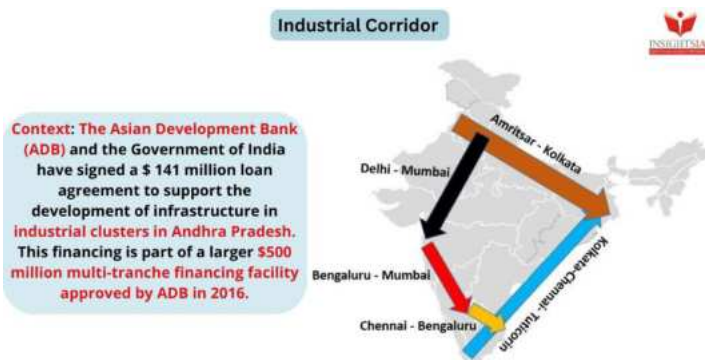 Industrial Corridor
INSIGHTSIAS
Context: The Asian Development Bank
(ADB) and the Government of India
have signed a $ 141 million loan
agreement to support the
development of infrastructure in
industrial clusters in Andhra Pradesh.
This financing is part of a larger $500
million multi-tranche financing facility
approved by ADB in 2016.
Amritsar - Kolkata
Delhi - Mumbai
Bengaluru - Mumbai
Chennai - Bengaluru
Kolkata-Chennai- Tuticorin